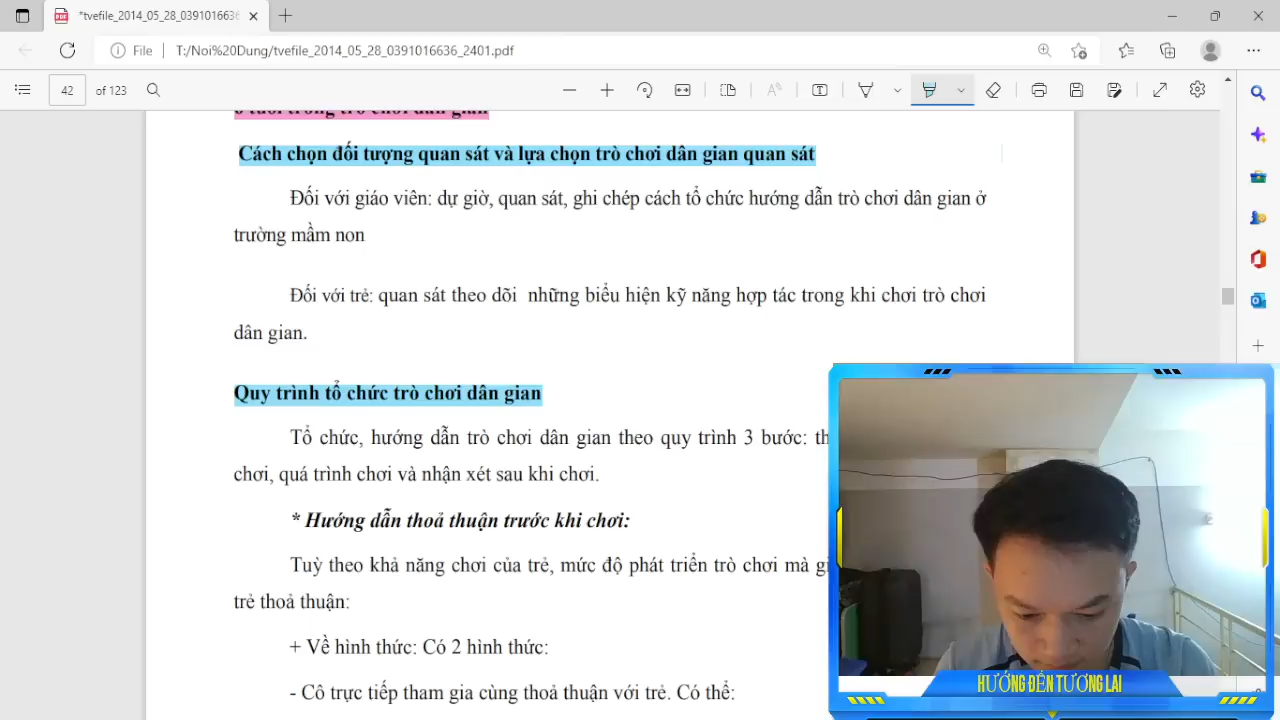 *tvefile_2014_05_28_0391016636
File T:/Noi%20Dung/tvefile_2014_05_28_0391016636_2401.pdf
42 of 123
trong trò chơi dân gian
Cách chọn đối tượng quan sát và lựa chọn trò chơi dân gian quan sát
Đối với giáo viên: dự giờ, quan sát, ghi chép cách tổ chức hướng dẫn trò chơi dân gian ở
trường mầm non
Đối với trẻ: quan sát theo dõi những biểu hiện kỹ năng hợp tác trong khi chơi trò chơi
dân gian.
Quy trình tổ chức trò chơi dân gian
Tổ chức, hướng dẫn trò chơi dân gian theo quy trình 3 bước:
chơi, quá trình chơi và nhận xét sau khi chơi.
* Hướng dẫn thoả thuận trước khi chơi:
Tuỳ theo khả năng chơi của trẻ, mức độ phát triển trò chơi mà
trẻ thoả thuận:
+ Về hình thức: Có 2 hình thức:
- Cô trực tiếp tham gia cùng thoả thuận với trẻ. Có thể:
HƯỚNG ĐẾN TƯƠNG LAI